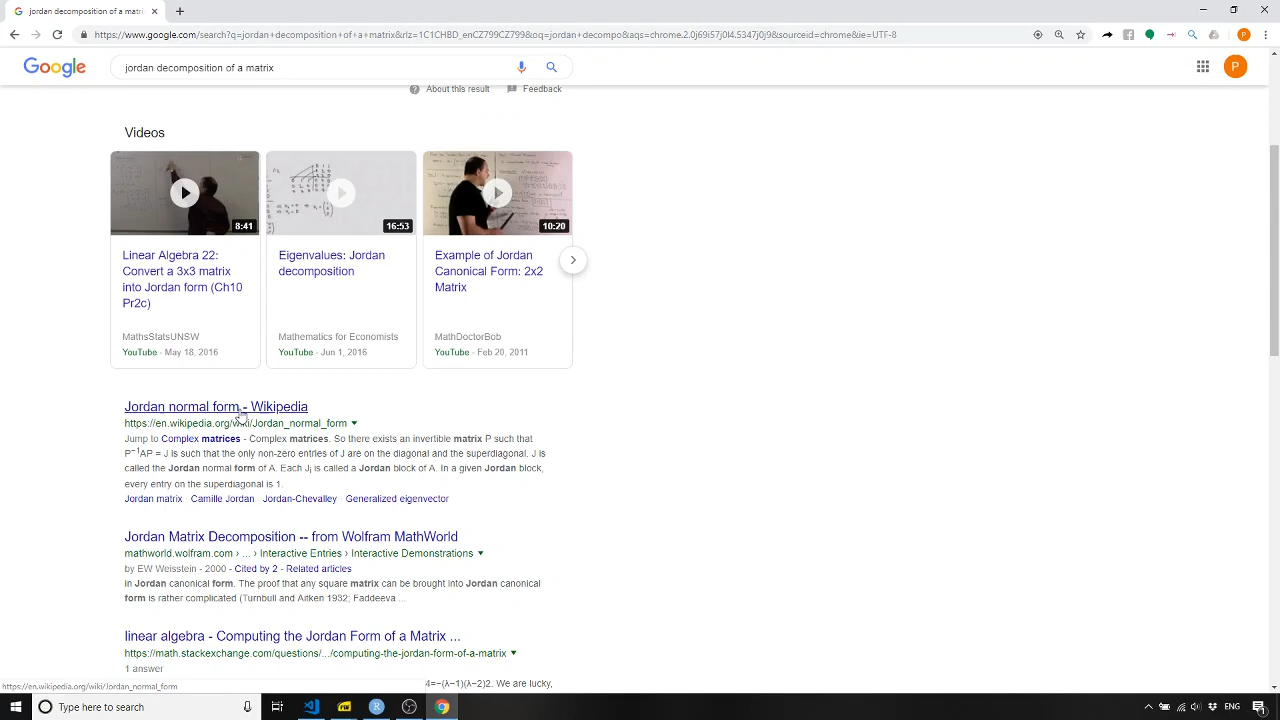 jordan decomposition of a matri
https://www.google.com/search?q=jordan+decomposition+of+a+matrix&rlz=1C1CHBD_enCZ799CZ799&oq=jordan+decompo&aqs=chrome.2.0j69i57j0l4.5347j0j9&sourceid=chrome&ie=UTF-8
P
Google
jordan decomposition of a matrix
P
About this result
Feedback
Videos
8:41
16:53
10:20
Linear Algebra 22:
Convert a 3x3 matrix
into Jordan form (Ch10
Pr2c)
MathsStatsUNSW
YouTube - May 18, 2016
Eigenvalues: Jordan
decomposition
Mathematics for Economists
YouTube - Jun 1, 2016
Example of Jordan
Canonical Form: 2x2
Matrix
MathDoctorBob
YouTube - Feb 20, 2011
Jordan normal form - Wikipedia
https://en.wikipedia.org/wiki/Jordan_normal_form
Jump to Complex matrices - Complex matrices. So there exists an invertible matrix P such that
P−1AP = J is such that the only non-zero entries of J are on the diagonal and the superdiagonal. J is
called the Jordan normal form of A. Each Ji is called a Jordan block of A. In a given Jordan block,
every entry on the superdiagonal is 1.
Jordan matrix · Camille Jordan · Jordan-Chevalley · Generalized eigenvector
Jordan Matrix Decomposition -- from Wolfram MathWorld
mathworld.wolfram.com › ... › Interactive Entries › Interactive Demonstrations
by EW Weisstein - 2000 - Cited by 2 - Related articles
in Jordan canonical form. The proof that any square matrix can be brought into Jordan canonical
form is rather complicated (Turnbull and Aitken 1932; Faddeeva ...
linear algebra - Computing the Jordan Form of a Matrix ...
https://math.stackexchange.com/questions/.../computing-the-jordan-form-of-a-matrix
1 answer
4=−(λ−1)(λ−2)2. We are lucky,
https://en.wikipedia.org/wiki/Jordan_normal_form
Type here to search
ENG